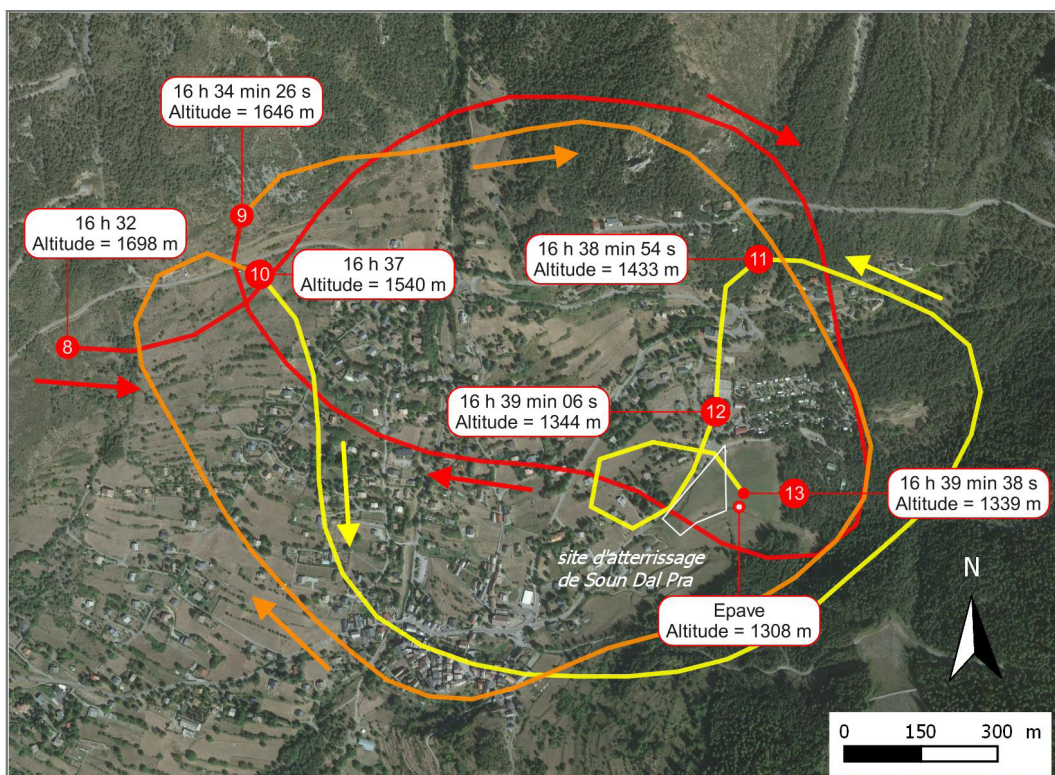 16 h 34 min 26 s
Altitude = 1646 m
9
16 h 32
Altitude = 1698 m
16 h 38 min 54 s
Altitude = 1433 m
11
10
16 h 37
Altitude = 1540 m
8
16 h 39 min 06 s
Altitude = 1344 m
12
13
16 h 39 min 38 s
Altitude = 1339 m
site d'atterrissage
de Soun Dal Pra
N
Epave
Altitude = 1308 m
0 150 300 m